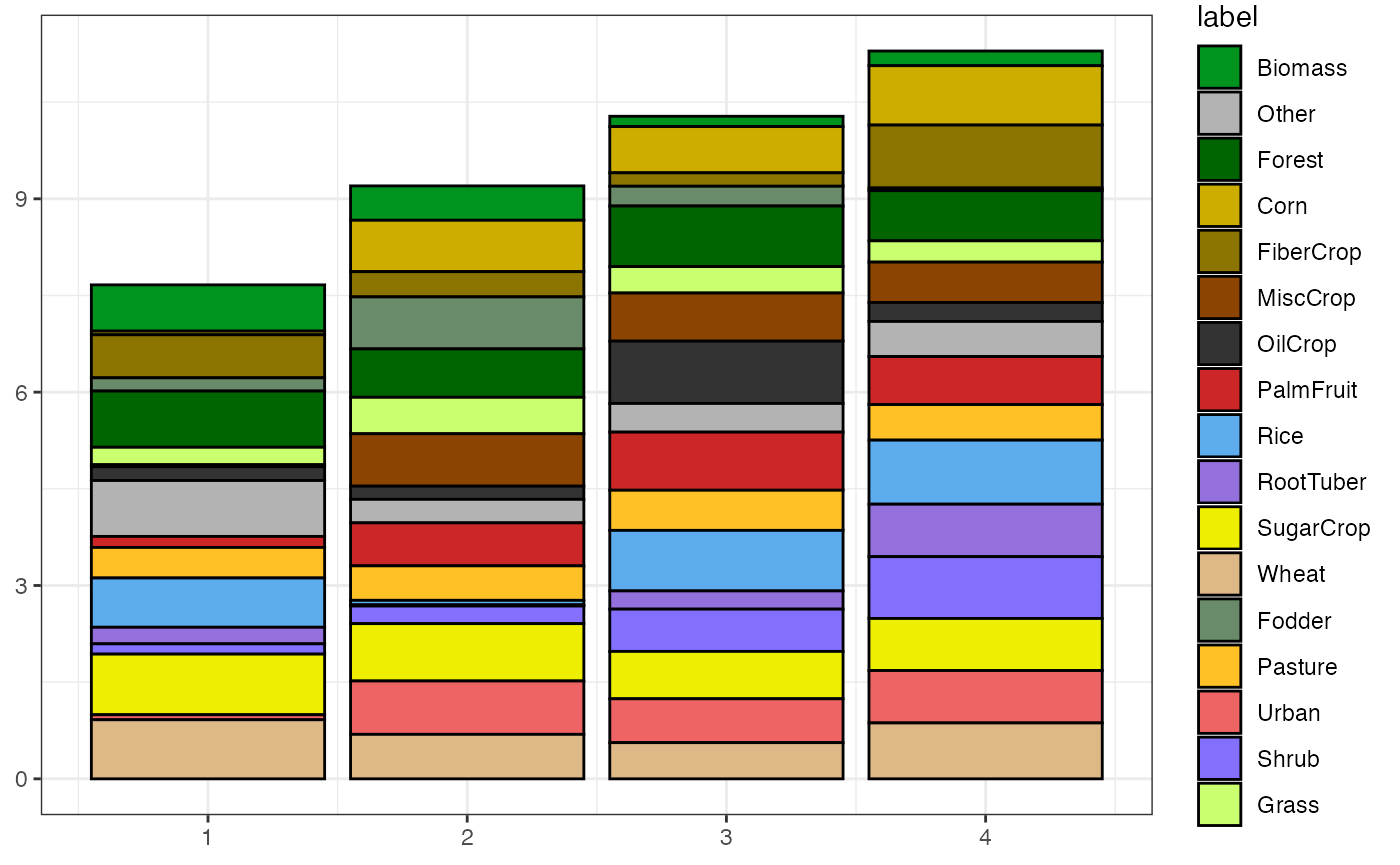 label
Biomass
Other
Forest
Corn
FiberCrop
MiscCrop
OilCrop
PalmFruit
Rice
RootTuber
SugarCrop
Wheat
Fodder
Pasture
Urban
Shrub
Grass
9
6
3
0
1 2 3 4